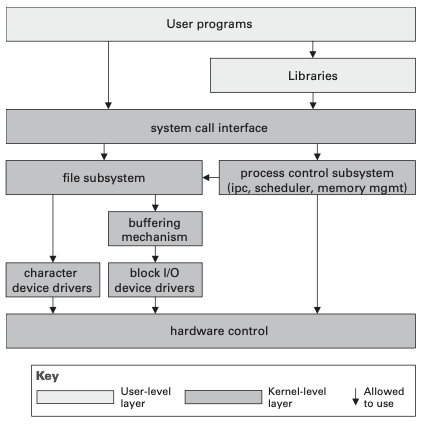 User programs
Libraries
system call interface
file subsystem
process control subsystem
(ipc, scheduler, memory mgmt)
buffering
mechanism
character
device drivers
block I/O
device drivers
hardware control
Key
User-level
layer
Kernel-level
layer
Allowed
to use